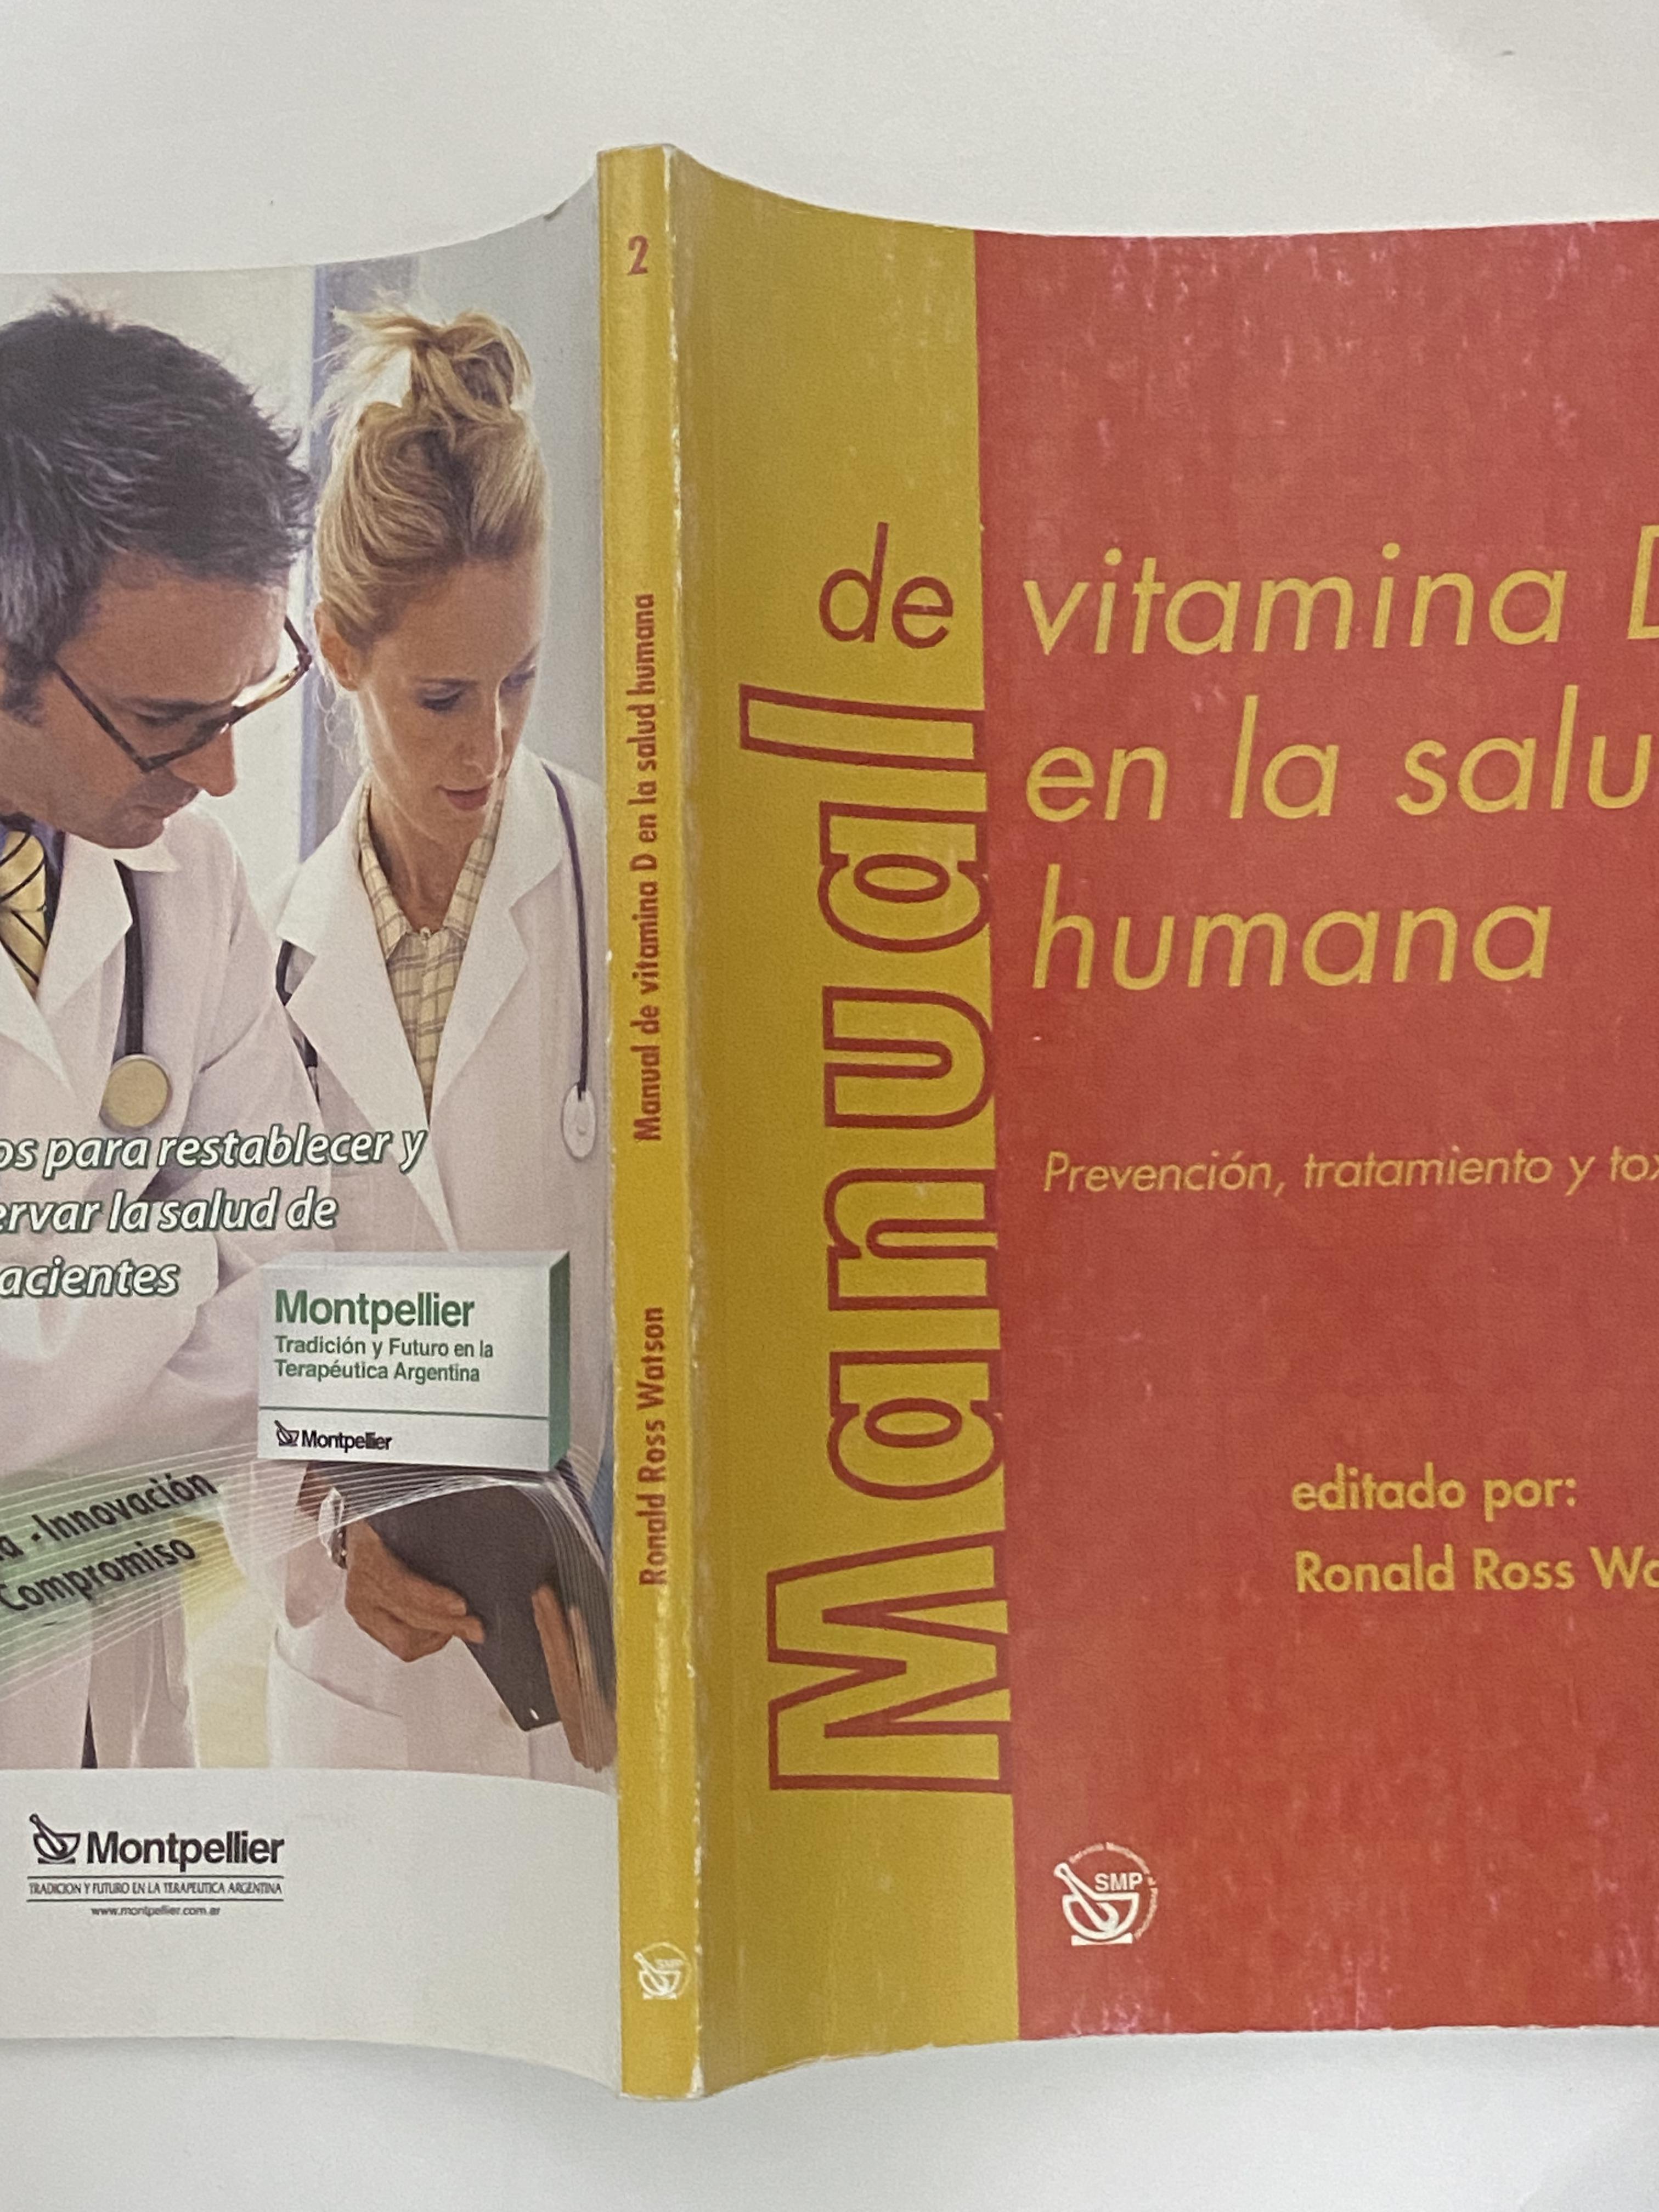 os para restablecer y
ervar la salud de
acientes
Montpellier
Tradición y Futuro en la
Terapéutica Argentina
Montpellier
a - Innovación
Compromiso
Montpellier
TRADICION Y FUTURO EN LA TERAPEUTICA ARGENTINA
www.montpellier.com.ar
2
Manual de vitamina D en la salud humana
Ronald Ross Watson
SMP
Manual
de vitamina D
en la salu
humana
Prevención, tratamiento y tox
editado por:
Ronald Ross Wa
SMP